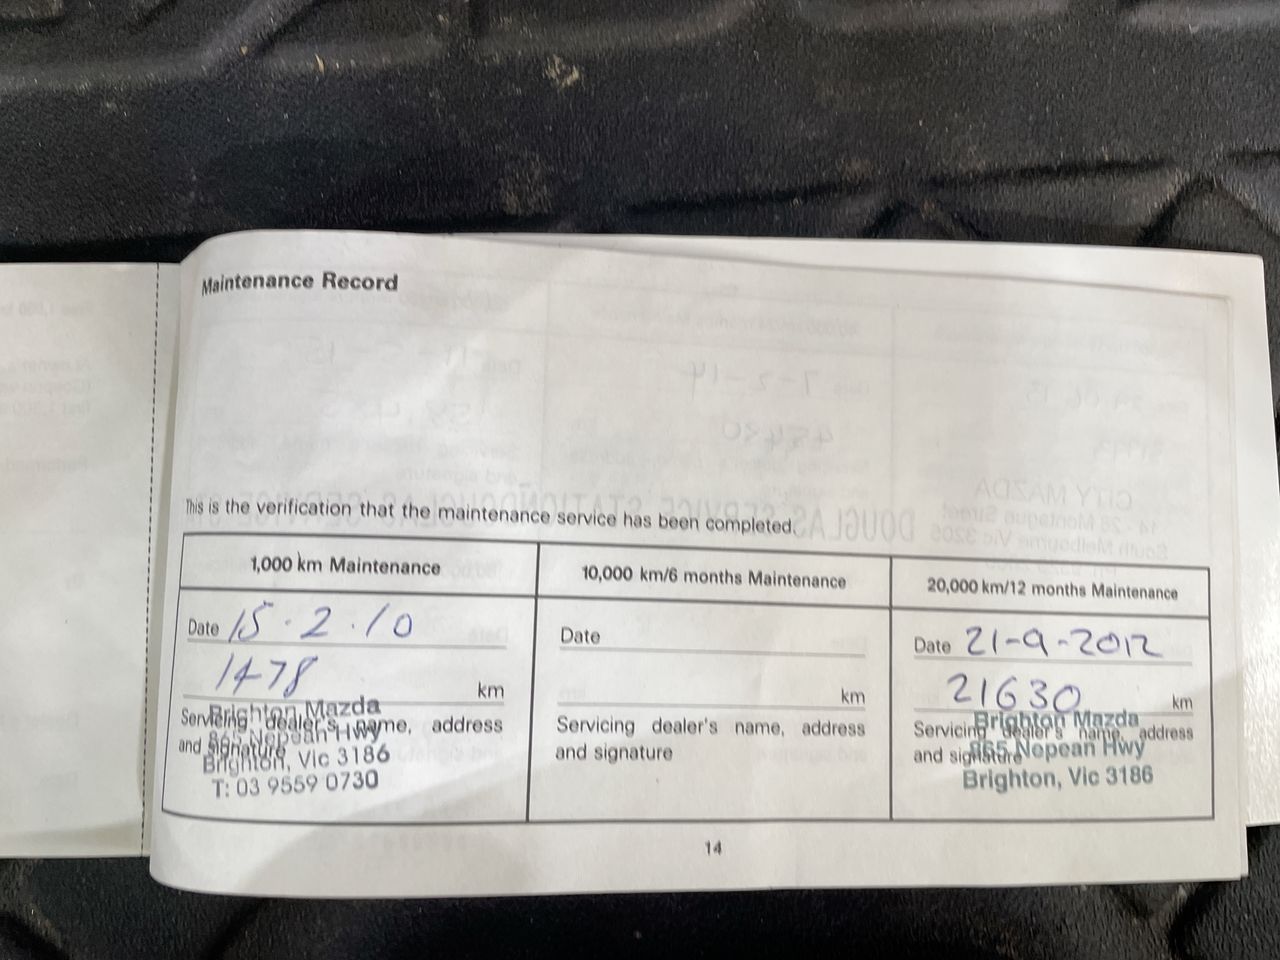 Maintenance Record
This is the verification that the maintenance service has been completed.
1,000 km Maintenance
Date 15.2.10
1478 km
Servicing dealer's name, address
and signature
Brighton Mazda
865 Nepean Hwy
Brighton, Vic 3186
T: 03 9559 0730
10,000 km/6 months Maintenance
Date
km
Servicing dealer's name, address
and signature
20,000 km/12 months Maintenance
Date 21-9-2012
21630 km
Servicing dealer's name, address
and signature
Brighton Mazda
865 Nepean Hwy
Brighton, Vic 3186
14